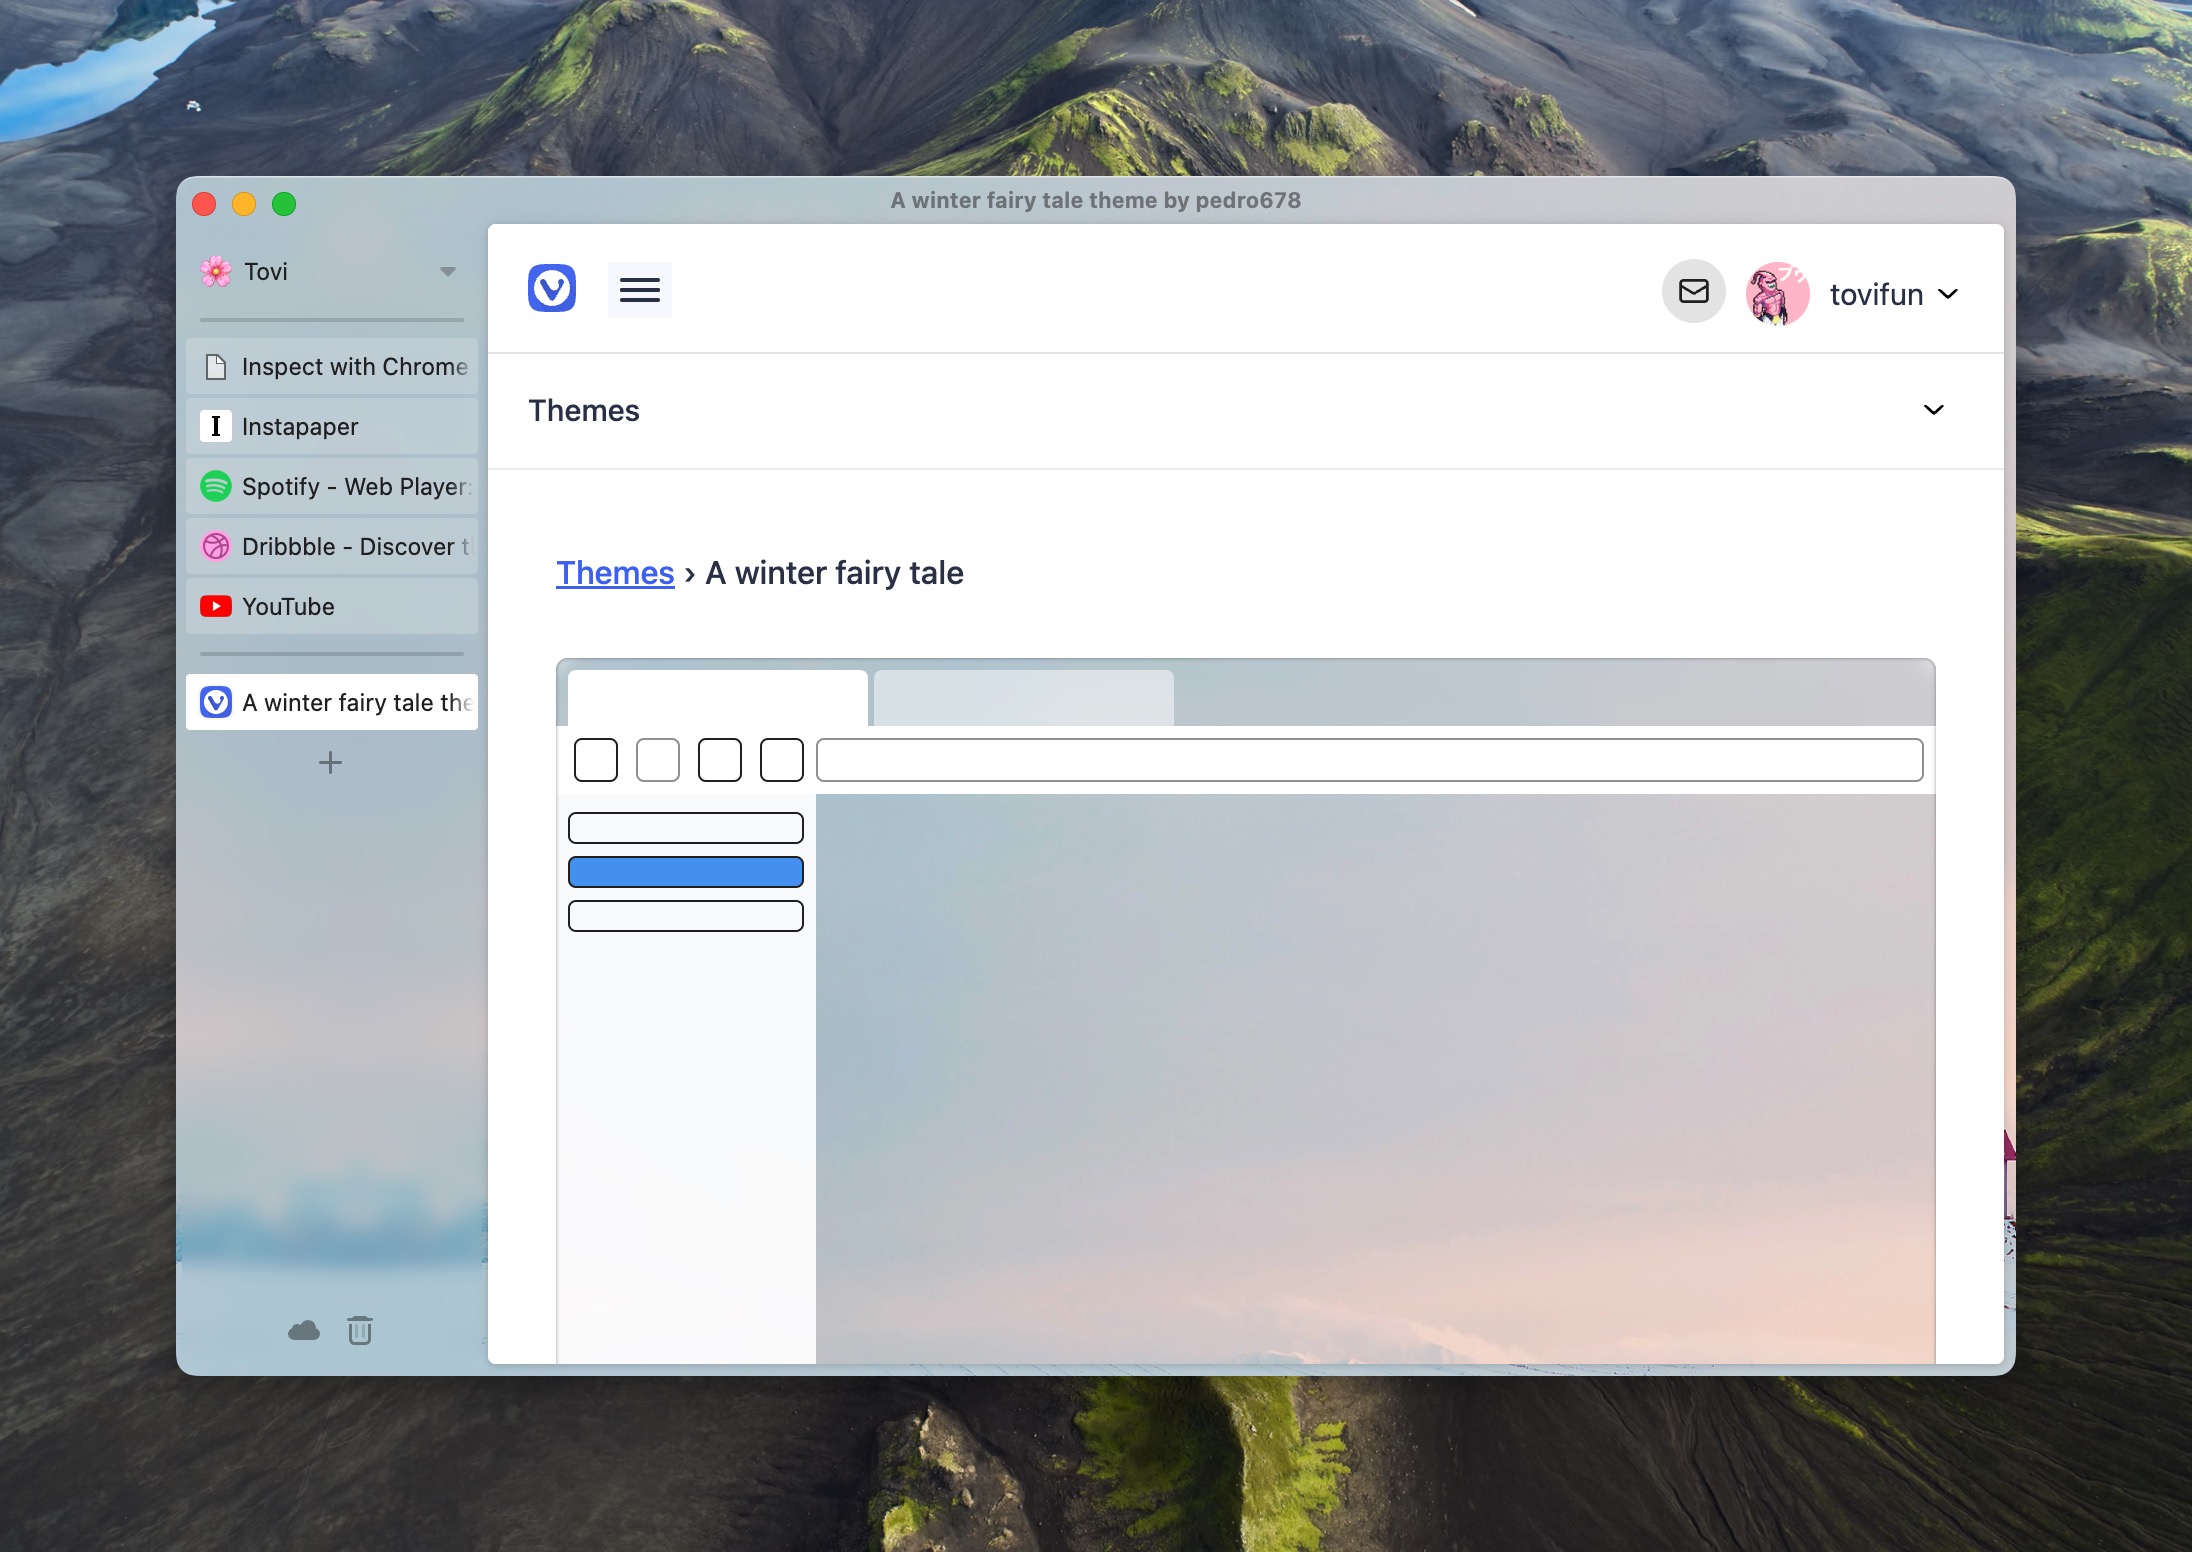 A winter fairy tale theme by pedro678
Tovi
Inspect with Chrome
Instapaper
Spotify - Web Player:
Dribbble - Discover t
YouTube
A winter fairy tale the
tovifun
Themes
Themes › A winter fairy tale